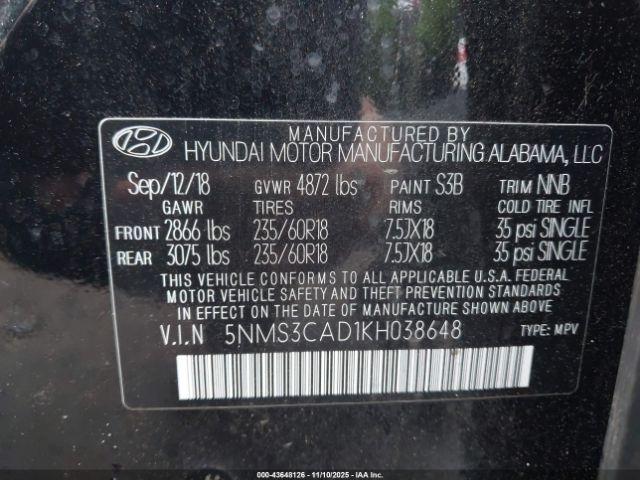 MANUFACTURED BY
HYUNDAI MOTOR MANUFACTURING ALABAMA, LLC
Sep/12/18 GVWR 4872 lbs PAINT S3B TRIM NNB
GAWR TIRES RIMS COLD TIRE INFL
FRONT 2866 lbs 235/60R18 7.5JX18 35 psi SINGLE
REAR 3075 lbs 235/60R18 7.5JX18 35 psi SINGLE
THIS VEHICLE CONFORMS TO ALL APPLICABLE U.S.A. FEDERAL
MOTOR VEHICLE SAFETY AND THEFT PREVENTION STANDARDS
IN EFFECT ON THE DATE OF MANUFACTURE SHOWN ABOVE.
V.I.N 5NMS3CAD1KH038648 TYPE: MPV
000-43648126 - 11/10/2025 - IAA Inc.